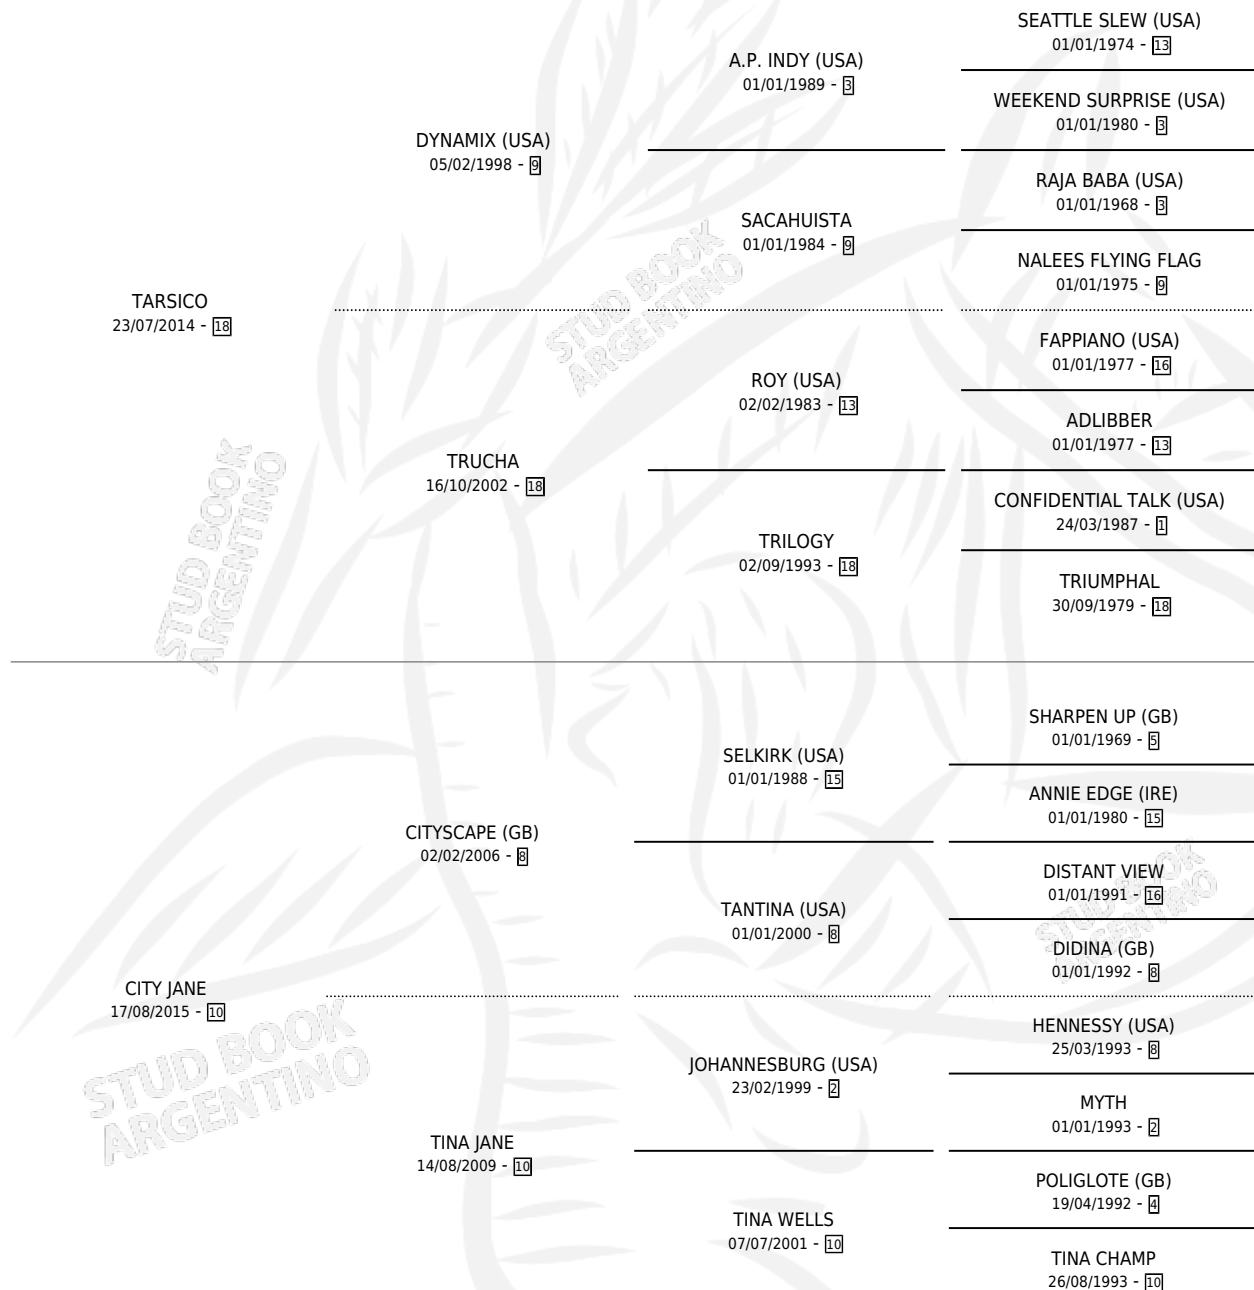 SEATTLE SLEW (USA)
01/01/1974 - 13
A.P. INDY (USA)
01/01/1989 - 3
WEEKEND SURPRISE (USA)
01/01/1980 - 3
DYNAMIX (USA)
05/02/1998 - 9
RAJA BABA (USA)
01/01/1968 - 3
SACAHUISTA
01/01/1984 - 9
NALEES FLYING FLAG
01/01/1975 - 9
STUD BOOK
ARGENTINO
TARSICO
23/07/2014 - 18
FAPPIANO (USA)
01/01/1977 - 16
ROY (USA)
02/02/1983 - 13
ADLIBBER
01/01/1977 - 13
TRUCHA
16/10/2002 - 18
CONFIDENTIAL TALK (USA)
24/03/1987 - 1
TRILOGY
02/09/1993 - 18
TRIUMPHAL
30/09/1979 - 18
STUD BOOK
ARGENTINO
SHARPEN UP (GB)
01/01/1969 - 5
SELKIRK (USA)
01/01/1988 - 15
ANNIE EDGE (IRE)
01/01/1980 - 15
CITYSCAPE (GB)
02/02/2006 - 8
DISTANT VIEW
01/01/1991 - 16
TANTINA (USA)
01/01/2000 - 8
STUD BOOK
ARGENTINO
DIDINA (GB)
01/01/1992 - 8
CITY JANE
17/08/2015 - 10
STUD BOOK
ARGENTINO
HENNESSY (USA)
25/03/1993 - 8
JOHANNESBURG (USA)
23/02/1999 - 2
MYTH
01/01/1993 - 2
TINA JANE
14/08/2009 - 10
POLIGLOTE (GB)
19/04/1992 - 4
TINA WELLS
07/07/2001 - 10
TINA CHAMP
26/08/1993 - 10